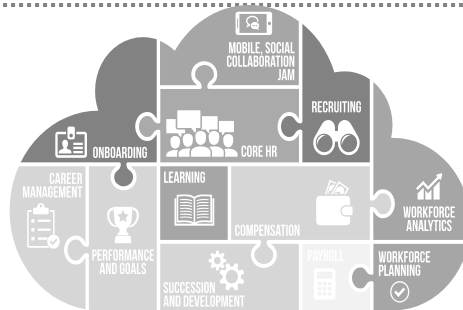 MOBILE, SOCIAL
COLLABORATION
JAM
RECRUITING
ONBOARDING
CORE HR
CAREER
MANAGEMENT
LEARNING
PERFORMANCE
AND GOALS
COMPENSATION
WORKFORCE
ANALYTICS
SUCCESSION
AND DEVELOPMENT
PAYROLL
WORKFORCE
PLANNING